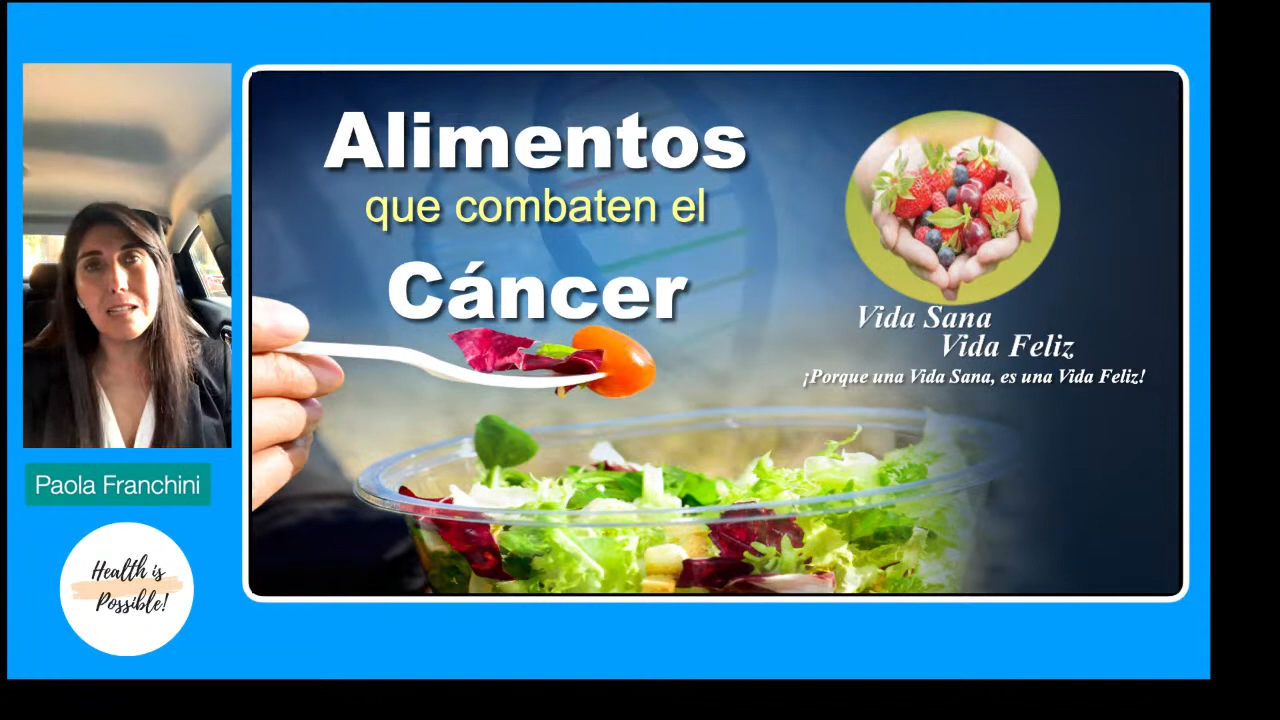 Alimentos
que combaten el
Cáncer
Vida Sana
Vida Feliz
¡Porque una Vida Sana, es una Vida Feliz!
Paola Franchini
Health is
Possible!